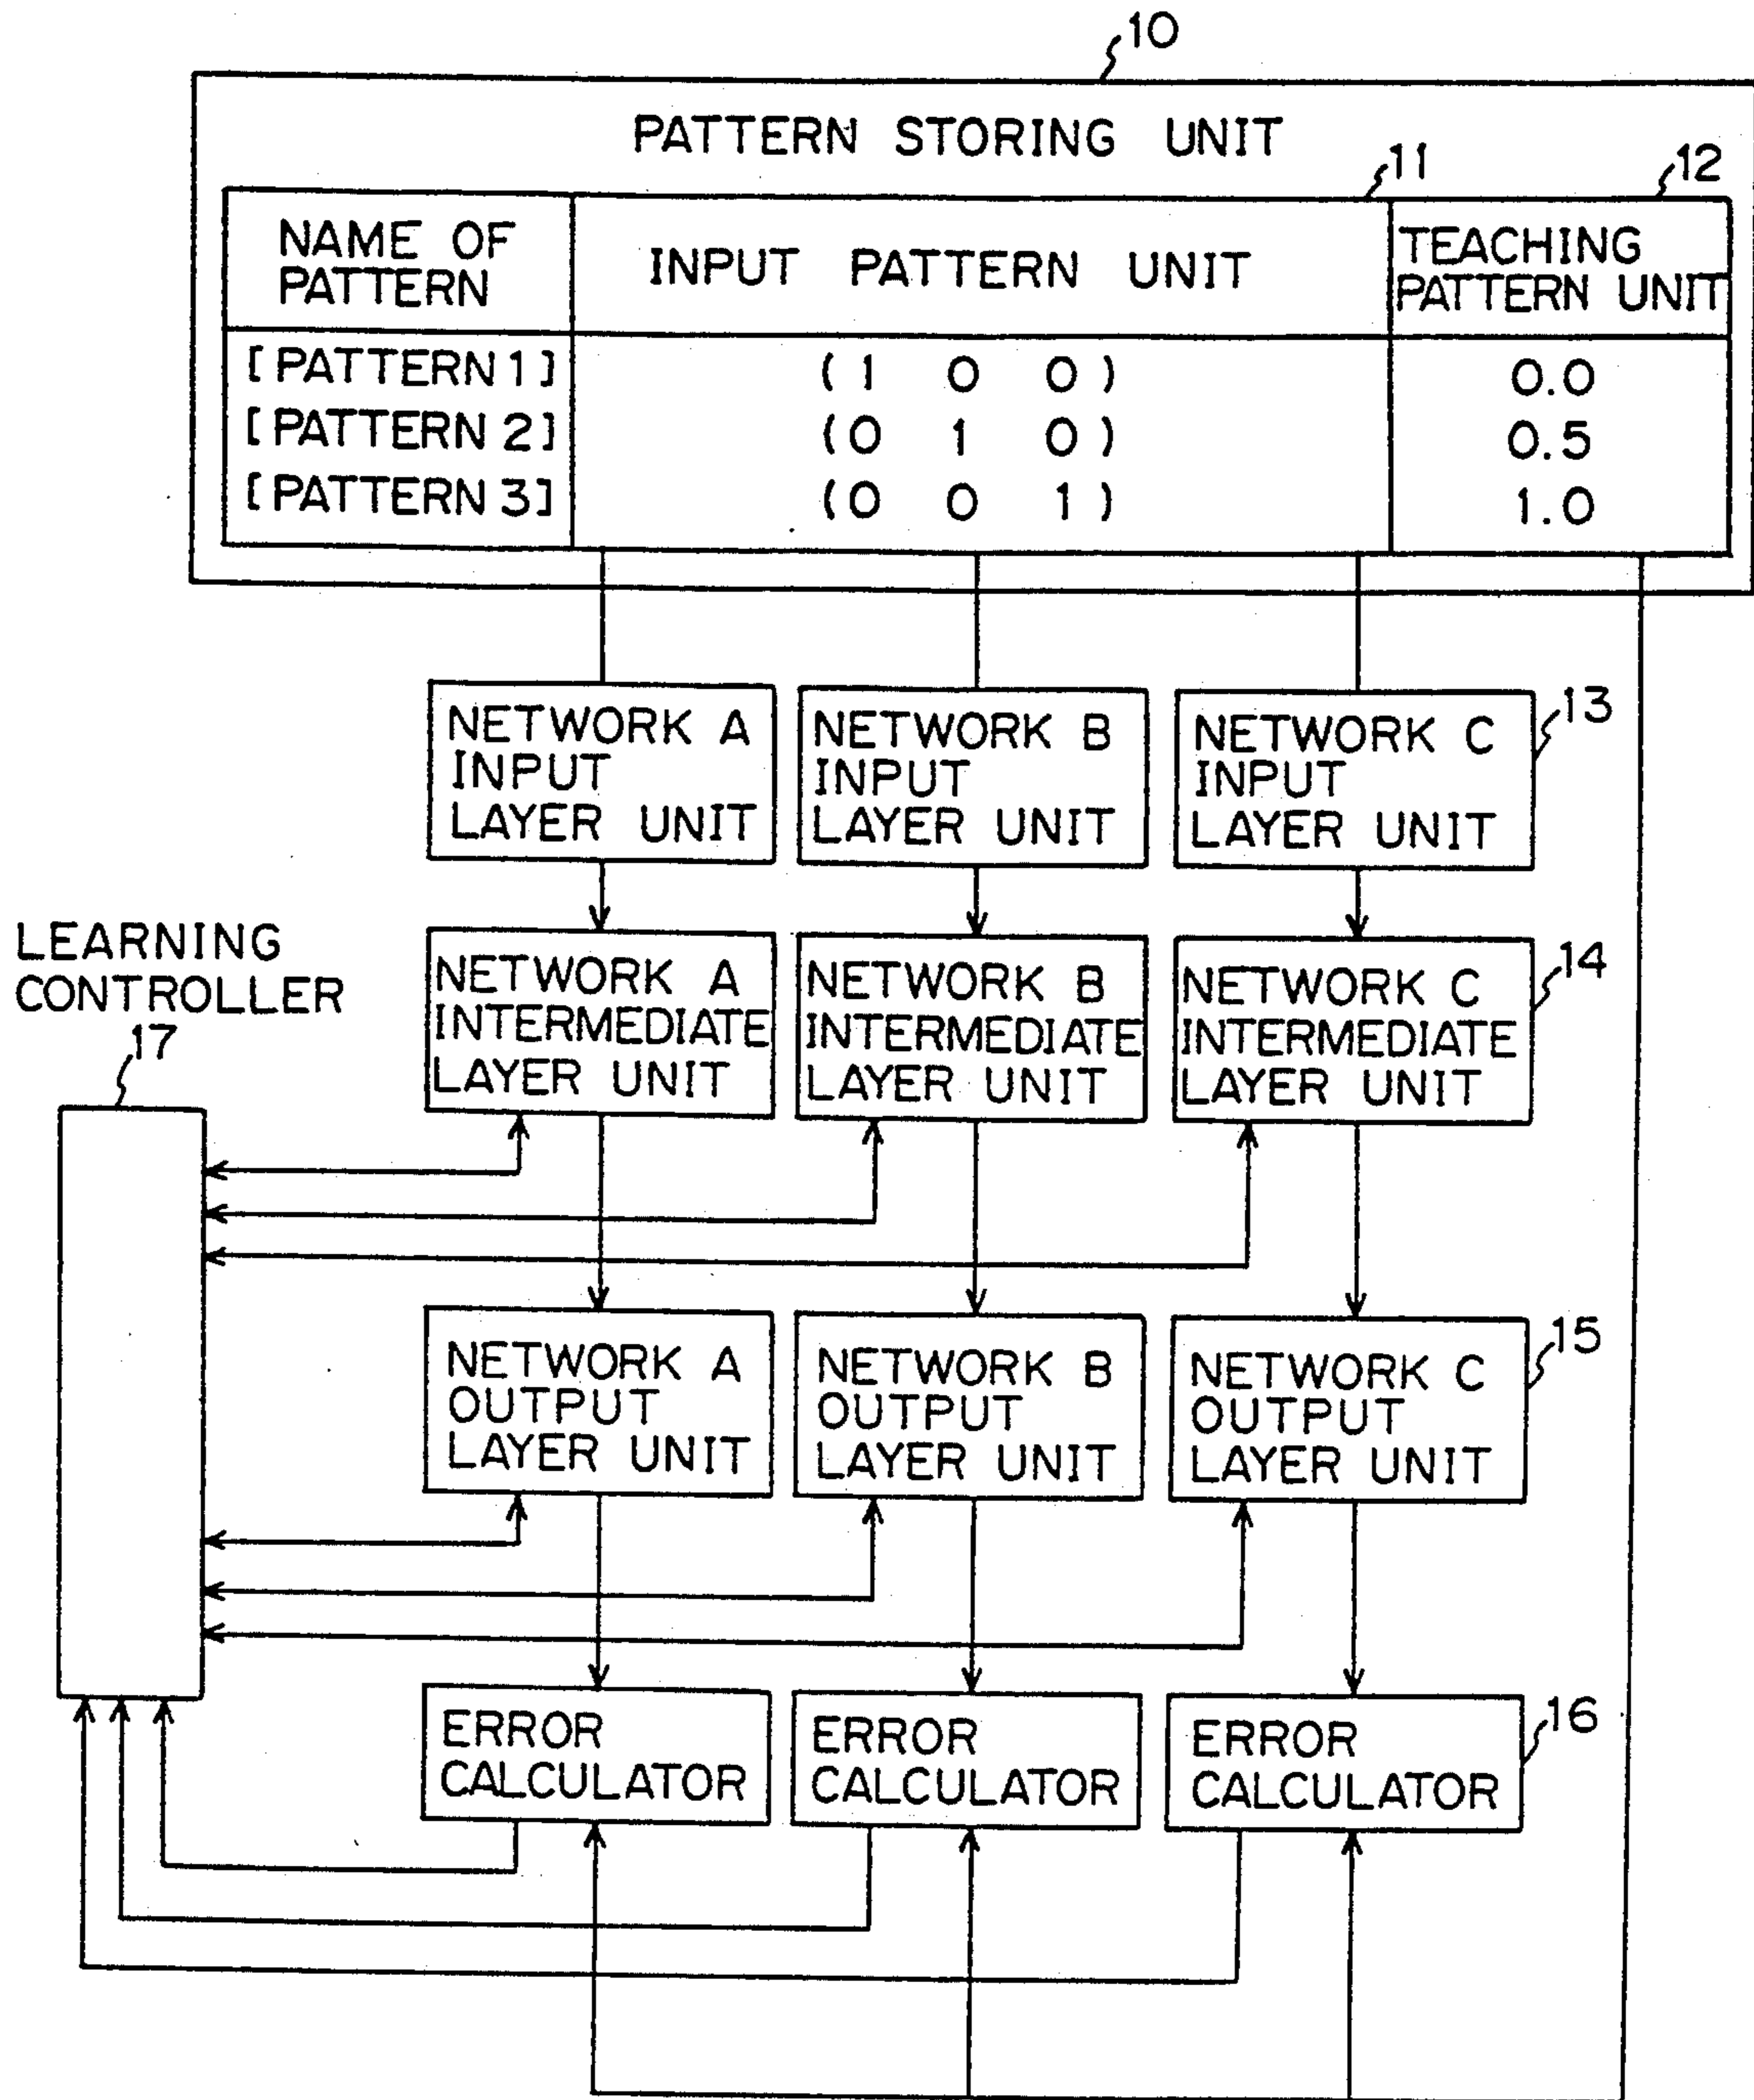 10
PATTERN STORING UNIT
11
12
NAME OF
PATTERN
INPUT PATTERN UNIT
TEACHING
PATTERN UNIT
[PATTERN 1] (1 0 0) 0.0
[PATTERN 2] (0 1 0) 0.5
[PATTERN 3] (0 0 1) 1.0
NETWORK A
INPUT
LAYER UNIT
NETWORK B
INPUT
LAYER UNIT
NETWORK C
INPUT
LAYER UNIT
13
LEARNING
CONTROLLER
17
NETWORK A
INTERMEDIATE
LAYER UNIT
NETWORK B
INTERMEDIATE
LAYER UNIT
NETWORK C
INTERMEDIATE
LAYER UNIT
14
NETWORK A
OUTPUT
LAYER UNIT
NETWORK B
OUTPUT
LAYER UNIT
NETWORK C
OUTPUT
LAYER UNIT
15
ERROR
CALCULATOR
ERROR
CALCULATOR
ERROR
CALCULATOR
16